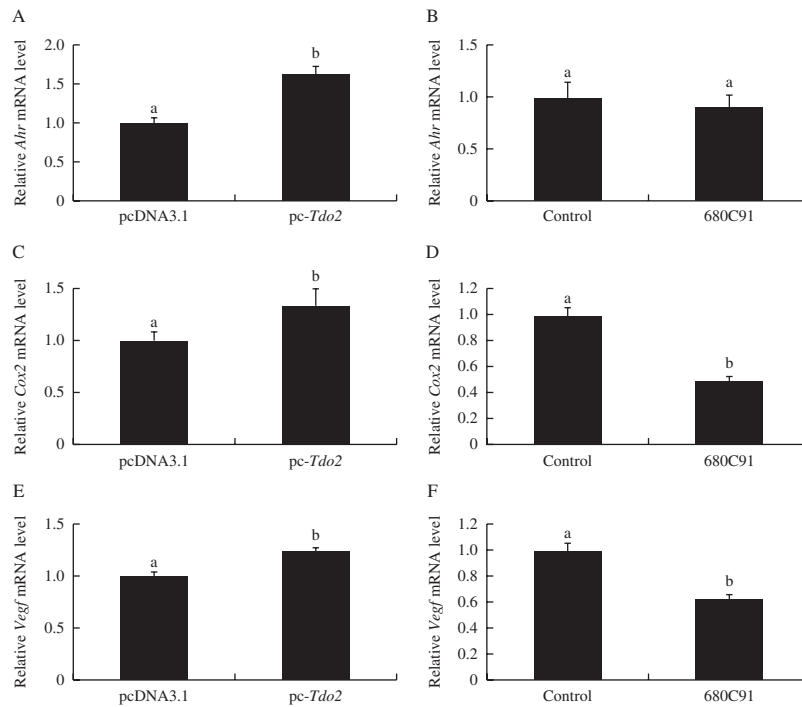 A
Relative Ahr mRNA level
2.0
1.5
1.0
0.5
0
a
b
pcDNA3.1
pc-Tdo2
B
Relative Ahr mRNA level
1.5
1.0
0.5
0
a
a
Control
680C91
C
Relative Cox2 mRNA level
1.5
1.0
0.5
0
a
b
pcDNA3.1
pc-Tdo2
D
Relative Cox2 mRNA level
1.2
1.0
0.8
0.6
0.4
0.2
0
a
b
Control
680C91
E
Relative Vegf mRNA level
1.5
1.0
0.5
0
a
b
pcDNA3.1
pc-Tdo2
F
Relative Vegf mRNA level
1.2
1.0
0.8
0.6
0.4
0.2
0
a
b
Control
680C91